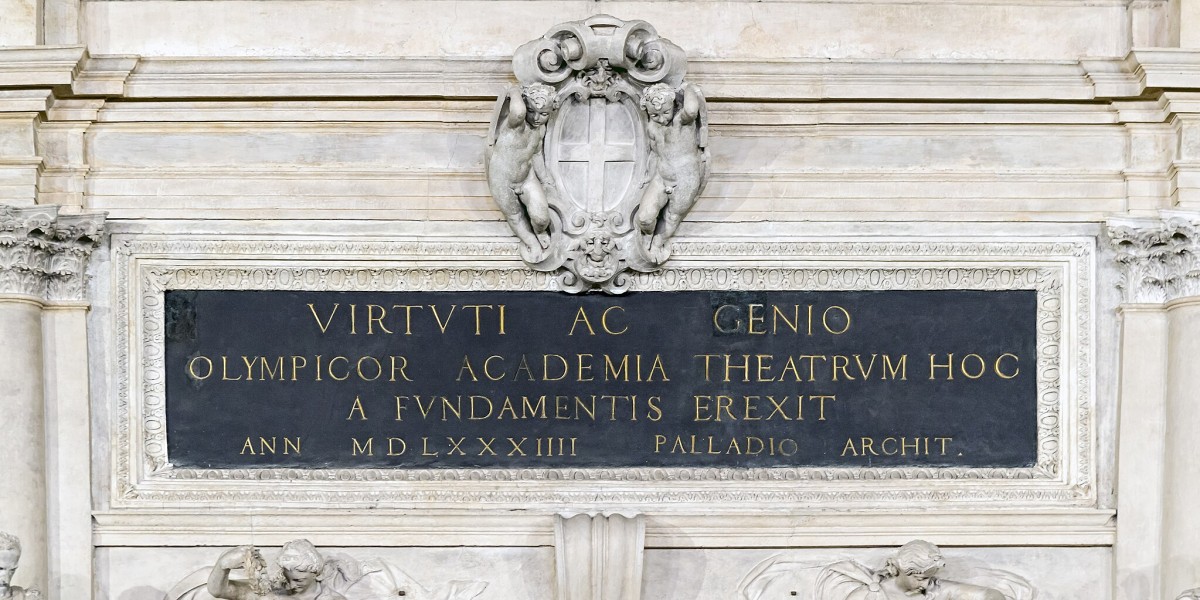 VIRTVTI AC GENIO
OLYMPICOR ACADEMIA THEATRVM HOC
A FVNDAMENTIS EREXIT
ANN MDLXXXIIII PALLADIO ARCHIT.